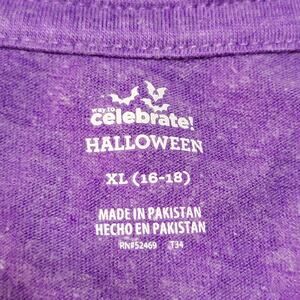 way to
celebrate!
HALLOWEEN
XL (16-18)
MADE IN PAKISTAN
HECHO EN PAKISTAN
RN#52469 T34